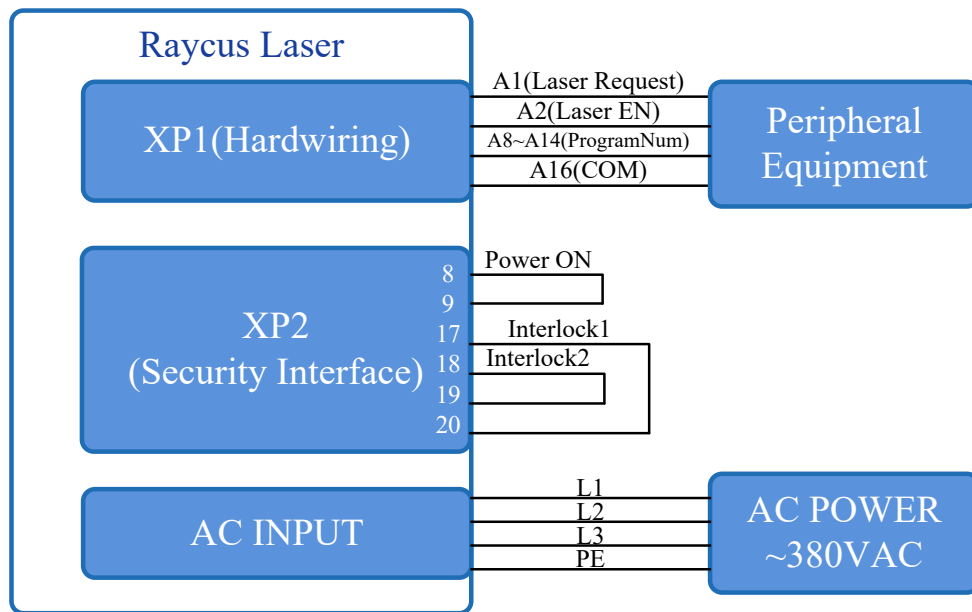 Raycus Laser
XP1(Hardwiring)
A1(Laser Request)
A2(Laser EN)
A8~A14(ProgramNum)
A16(COM)
Peripheral
Equipment
XP2
(Security Interface)
8
9
17
18
19
20
Power ON
Interlock1
Interlock2
AC INPUT
L1
L2
L3
PE
AC POWER
~380VAC